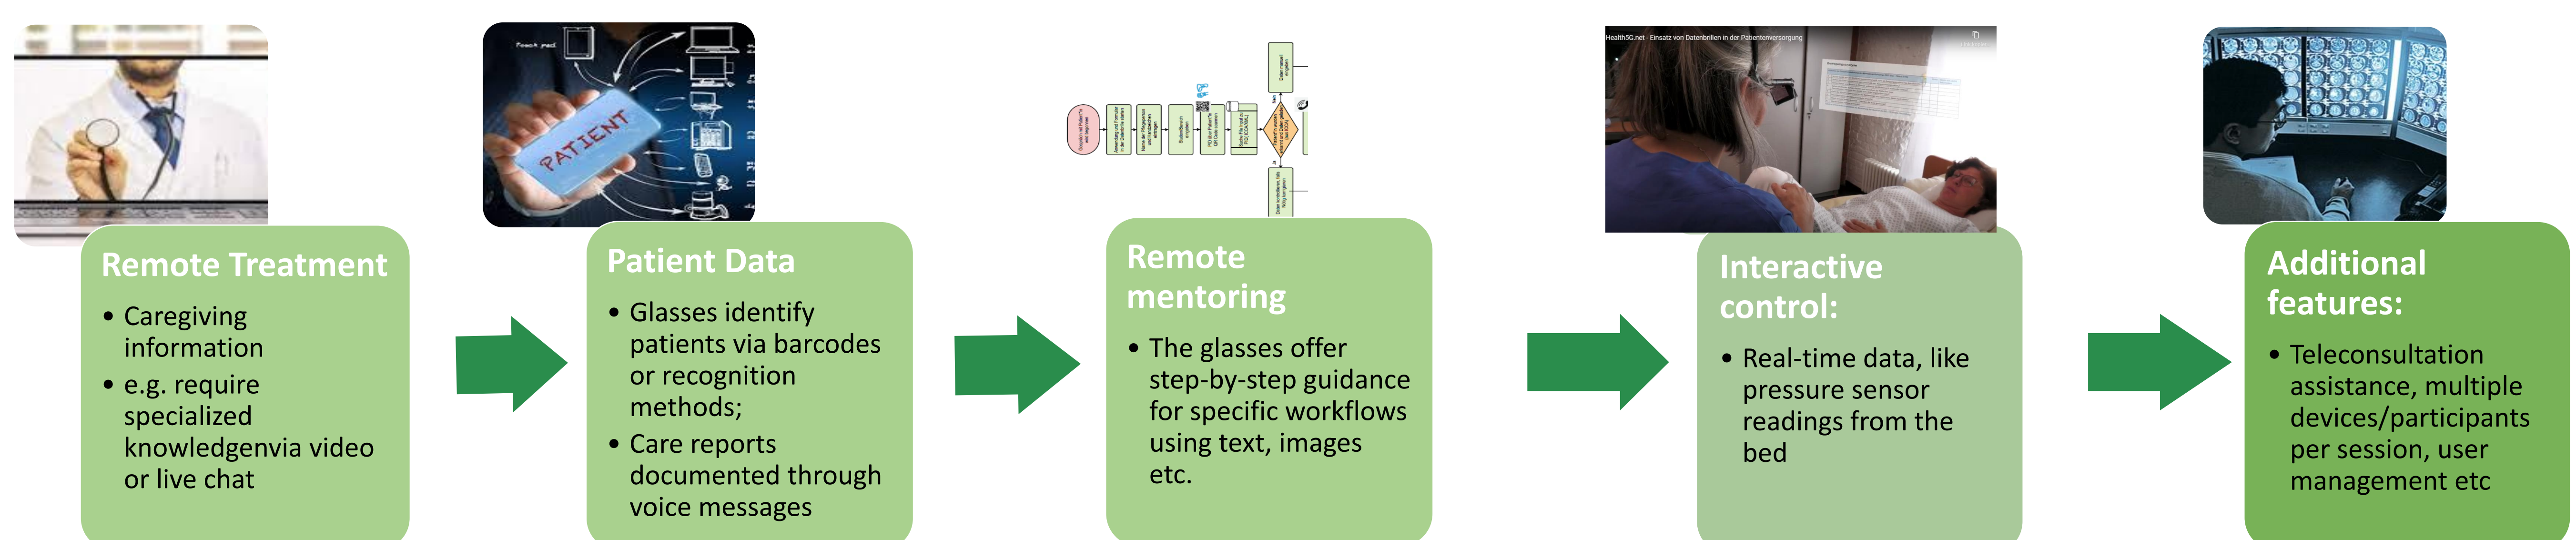 Touch pad
PATIENT
Health5G.net - Einsatz von Datenbrillen in der Patientenversorgung
Remote Treatment
• Caregiving
information
• e.g. require
specialized
knowledgenvia video
or live chat
Patient Data
• Glasses identify
patients via barcodes
or recognition
methods;
• Care reports
documented through
voice messages
Remote
mentoring
• The glasses offer
step-by-step guidance
for specific workflows
using text, images
etc.
Interactive
control:
• Real-time data, like
pressure sensor
readings from the
bed
Additional
features:
• Teleconsultation
assistance, multiple
devices/participants
per session, user
management etc